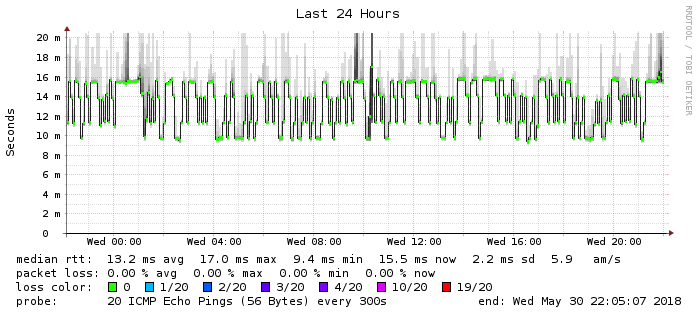 Last 24 Hours
RRDTOOL / TOBI OETIKER
Seconds
20 m
18 m
16 m
14 m
12 m
10 m
8 m
6 m
4 m
2 m
0
Wed 00:00 Wed 04:00 Wed 08:00 Wed 12:00 Wed 16:00 Wed 20:00
median rtt: 13.2 ms avg 17.0 ms max 9.4 ms min 15.5 ms now 2.2 ms sd 5.9 am/s
packet loss: 0.00 % avg 0.00 % max 0.00 % min 0.00 % now
loss color: 0 1/20 2/20 3/20 4/20 10/20 19/20
probe: 20 ICMP Echo Pings (56 Bytes) every 300s end: Wed May 30 22:05:07 2018